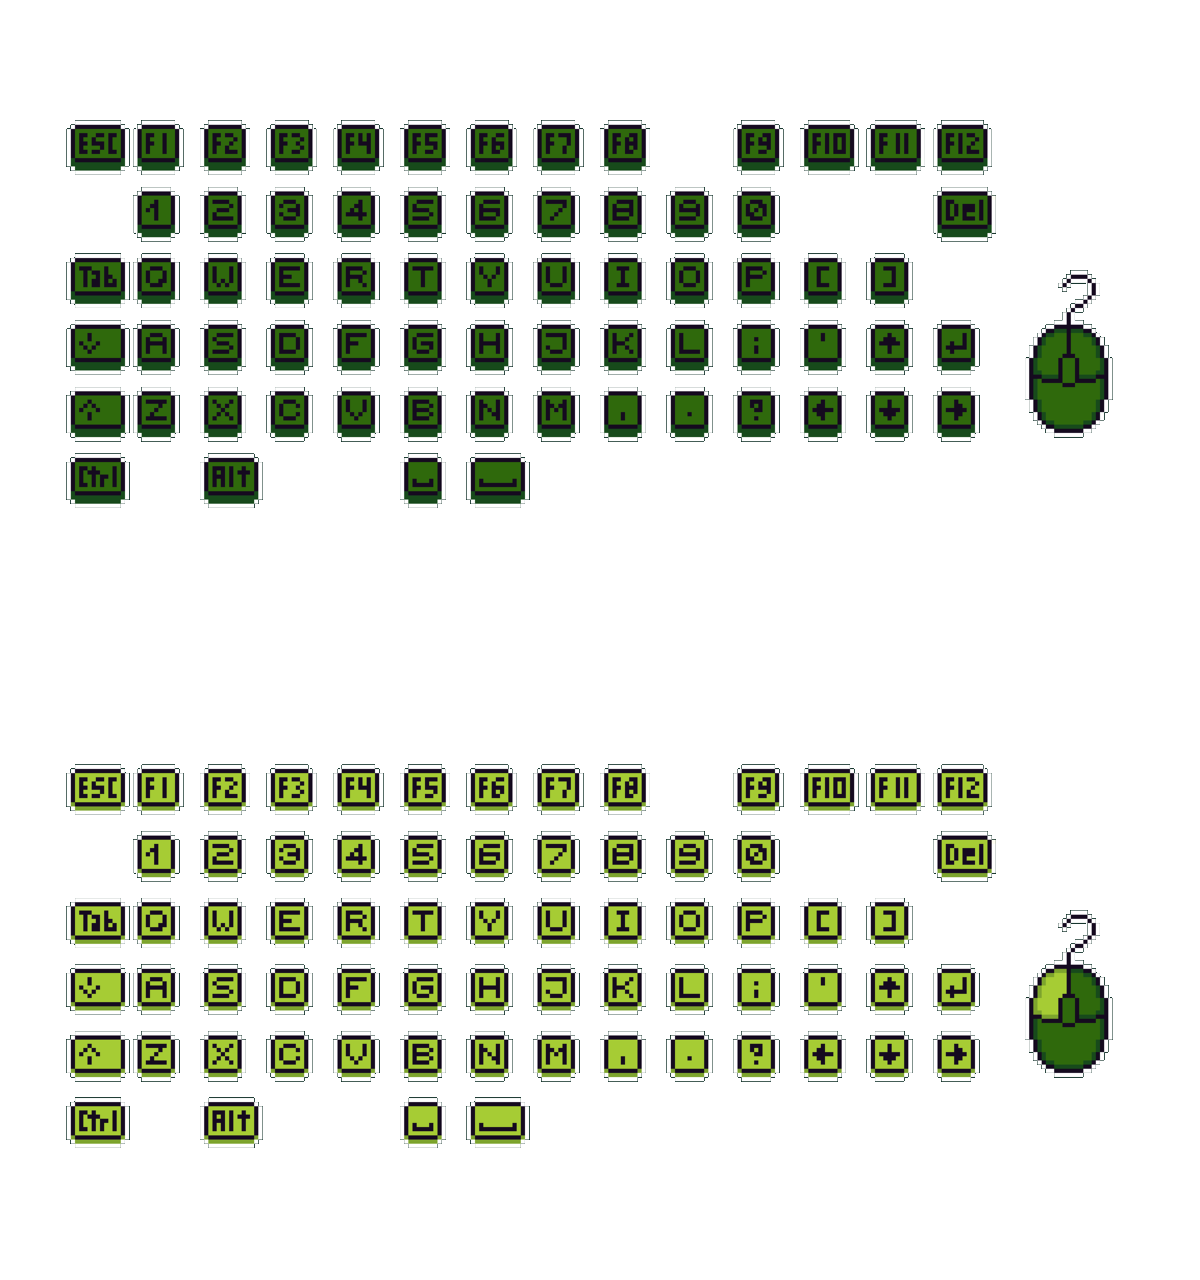 ESC F1 F2 F3 F4 F5 F6 F7 F8 F9 F10 F11 F12
1 2 3 4 5 6 7 8 9 0 Del
Tab Q W E R T Y U I O P [ ]
A S D F G H J K L ; ' ↑ ↵
^ Z X C V B N M , . ? ← ↓ →
Ctrl Alt
ESC F1 F2 F3 F4 F5 F6 F7 F8 F9 F10 F11 F12
1 2 3 4 5 6 7 8 9 0 Del
Tab Q W E R T Y U I O P [ ]
A S D F G H J K L ; ' ↑ ↵
^ Z X C V B N M , . ? ← ↓ →
Ctrl Alt